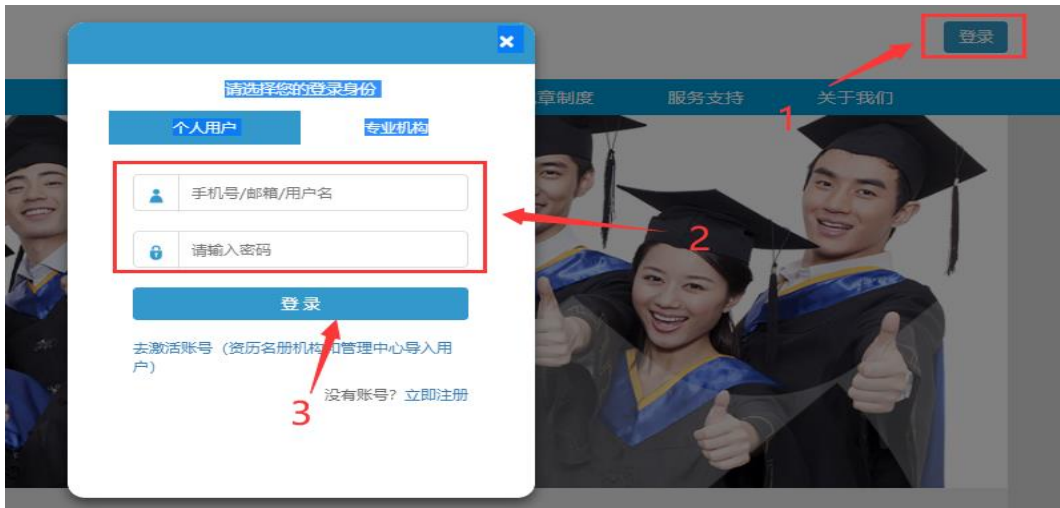 登录
请选择您的登录身份
章制度 服务支持 关于我们
1
个人用户 专业机构
手机号/邮箱/用户名
2
请输入密码
登录
去激活账号(资历名册机构和管理中心导入用
户)
没有账号?立即注册
3